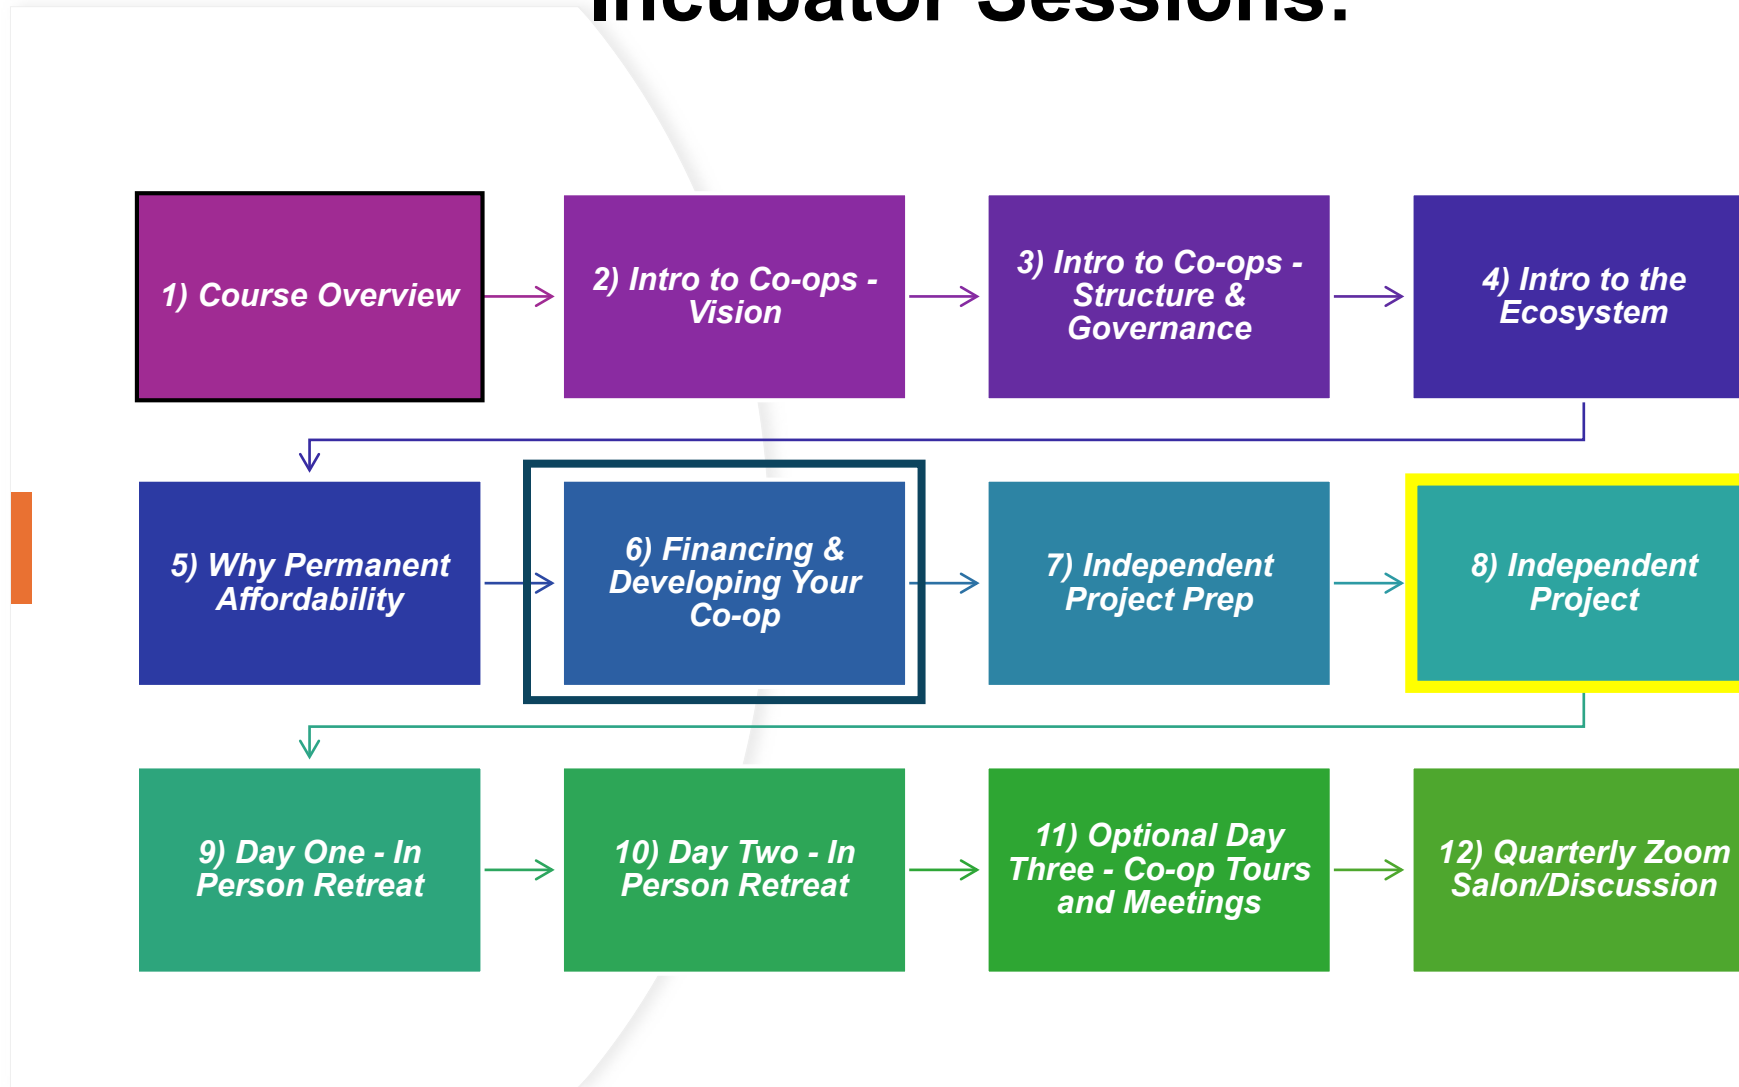 Incubator Sessions:
1) Course Overview
2) Intro to Co-ops -
Vision
3) Intro to Co-ops -
Structure &
Governance
4) Intro to the
Ecosystem
5) Why Permanent
Affordability
6) Financing &
Developing Your
Co-op
7) Independent
Project Prep
8) Independent
Project
9) Day One - In
Person Retreat
10) Day Two - In
Person Retreat
11) Optional Day
Three - Co-op Tours
and Meetings
12) Quarterly Zoom
Salon/Discussion